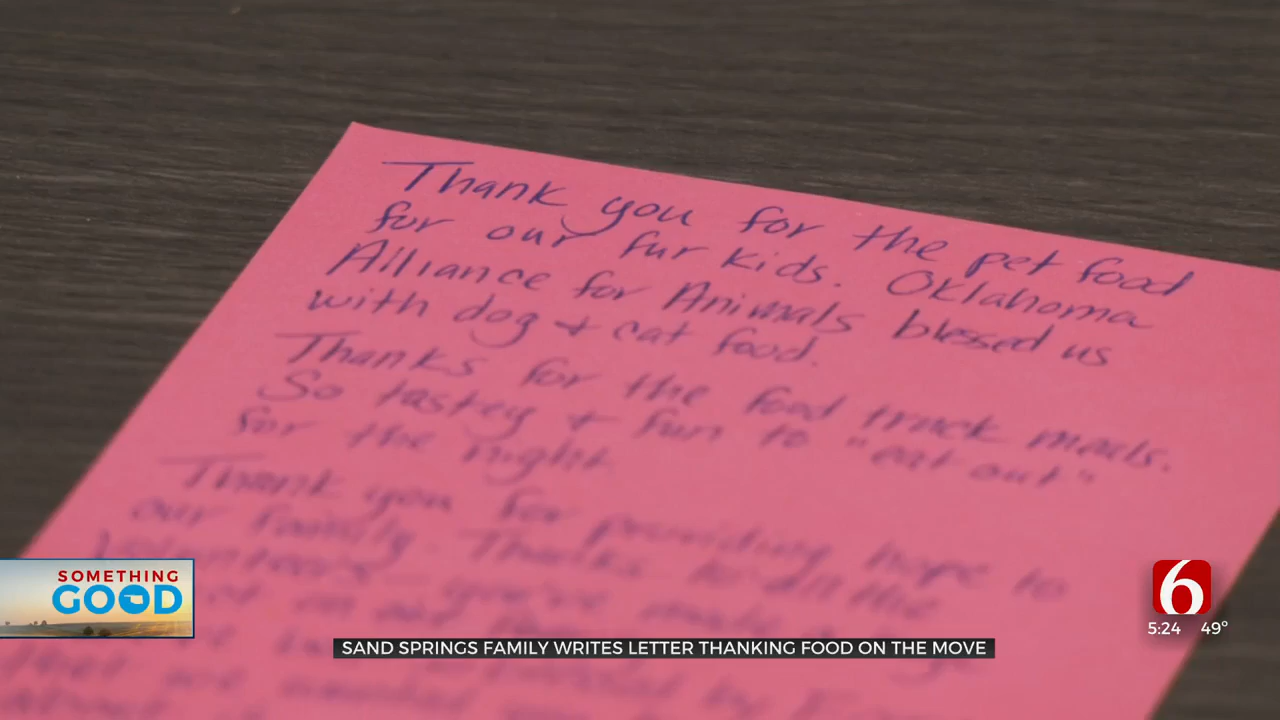 Thank you for the pet food
for our fur kids. Oklahoma
Alliance for Animals blessed us
with dog + cat food.
Thanks for the food truck meals.
So tastey + fun to "eat out"
for the night.
Thank you for providing hope to
our family. Thanks to all the
volunteers
SOMETHING
GOOD
6
5:24 49°
SAND SPRINGS FAMILY WRITES LETTER THANKING FOOD ON THE MOVE